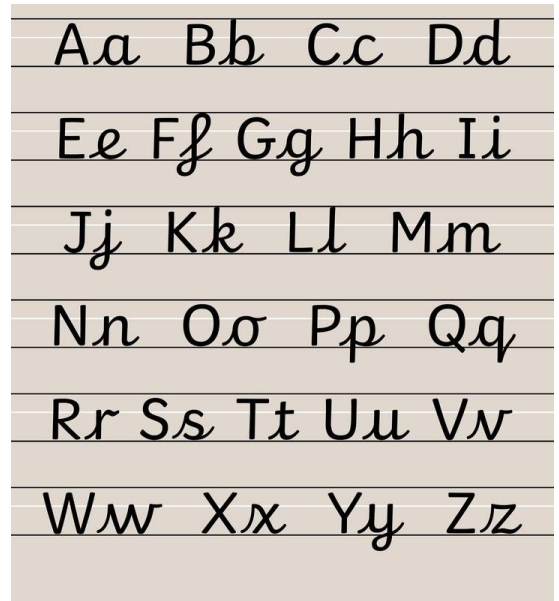 Aa Bb Cc Dd
Ee Ff Gg Hh Ii
Jj Kk Ll Mm
Nn Oo Pp Qq
Rr Ss Tt Uu Vv
Ww Xx Yy Zz